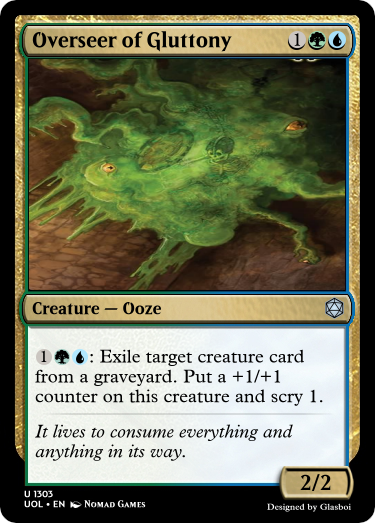 Overseer of Gluttony 1
Creature — Ooze
1: Exile target creature card
from a graveyard. Put a +1/+1
counter on this creature and scry 1.
It lives to consume everything and
anything in its way.
2/2
U 1303
UOL • EN Nomad Games
Designed by Glasboi